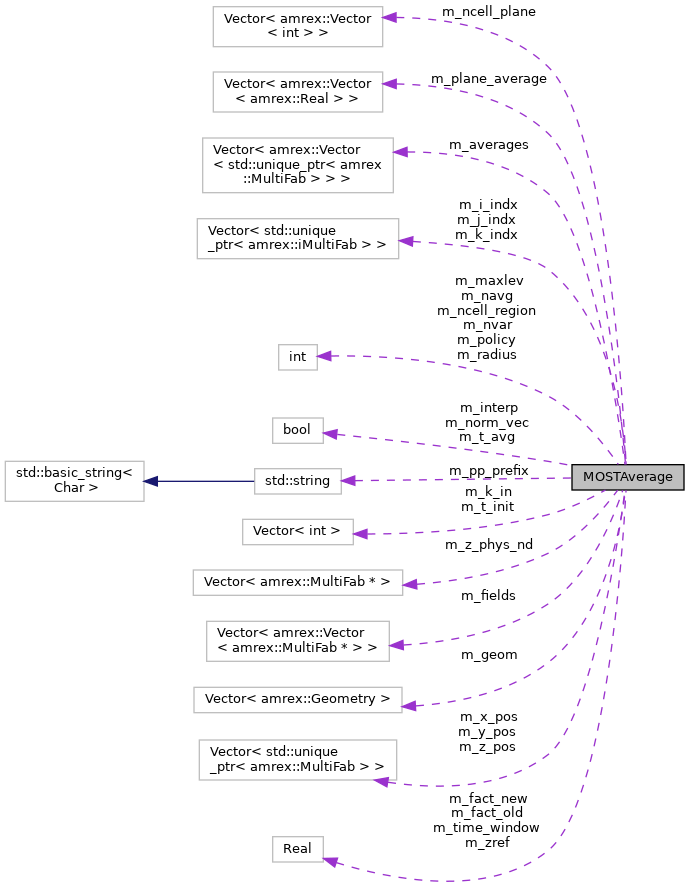 Vector< amrex::Vector
< int > >
m_ncell_plane
Vector< amrex::Vector
< amrex::Real > >
m_plane_average
Vector< amrex::Vector
< std::unique_ptr< amrex
::MultiFab > > >
m_averages
Vector< std::unique
_ptr< amrex::iMultiFab > >
m_i_indx
m_j_indx
m_k_indx
int
m_maxlev
m_navg
m_ncell_region
m_nvar
m_policy
m_radius
bool
m_interp
m_norm_vec
m_t_avg
std::basic_string<
Char >
std::string
m_pp_prefix
MOSTAverage
Vector< int >
m_k_in
m_t_init
Vector< amrex::MultiFab * >
m_z_phys_nd
Vector< amrex::Vector
< amrex::MultiFab * > >
m_fields
Vector< amrex::Geometry >
m_geom
Vector< std::unique
_ptr< amrex::MultiFab > >
m_x_pos
m_y_pos
m_z_pos
Real
m_fact_new
m_fact_old
m_time_window
m_zref